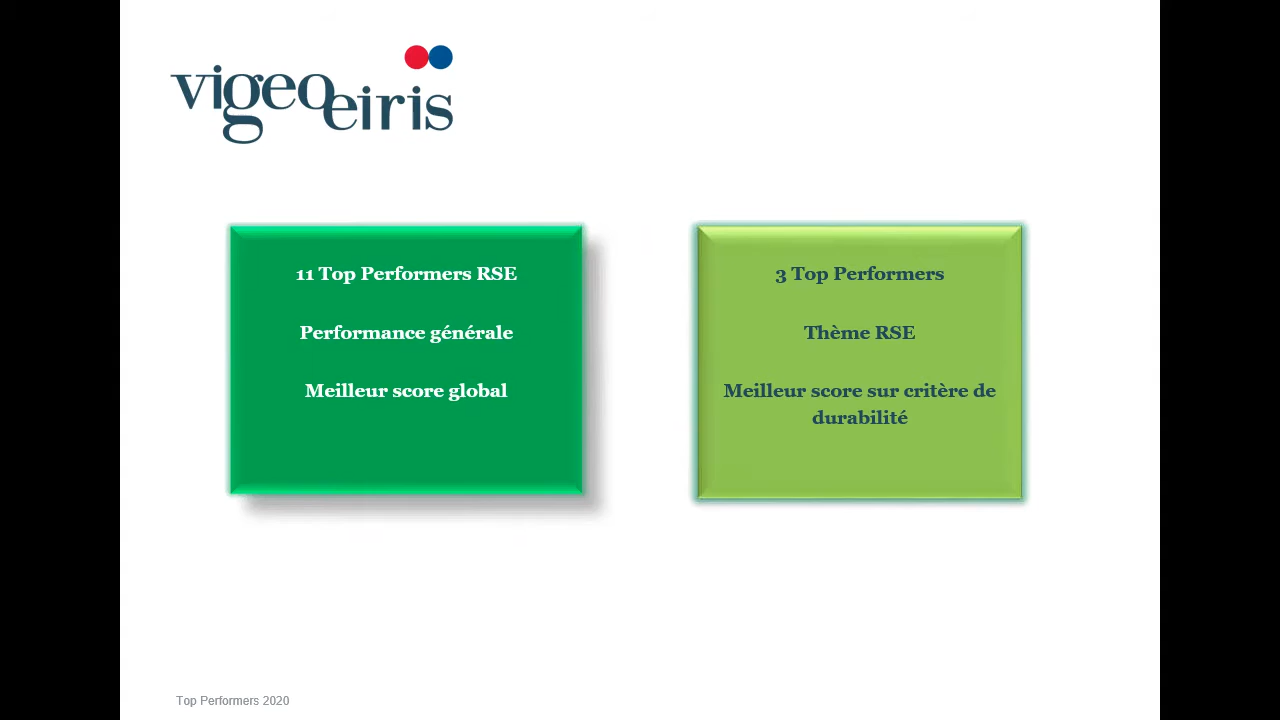 vigeo eiris
11 Top Performers RSE
Performance générale
Meilleur score global
3 Top Performers
Thème RSE
Meilleur score sur critère de
durabilité
Top Performers 2020